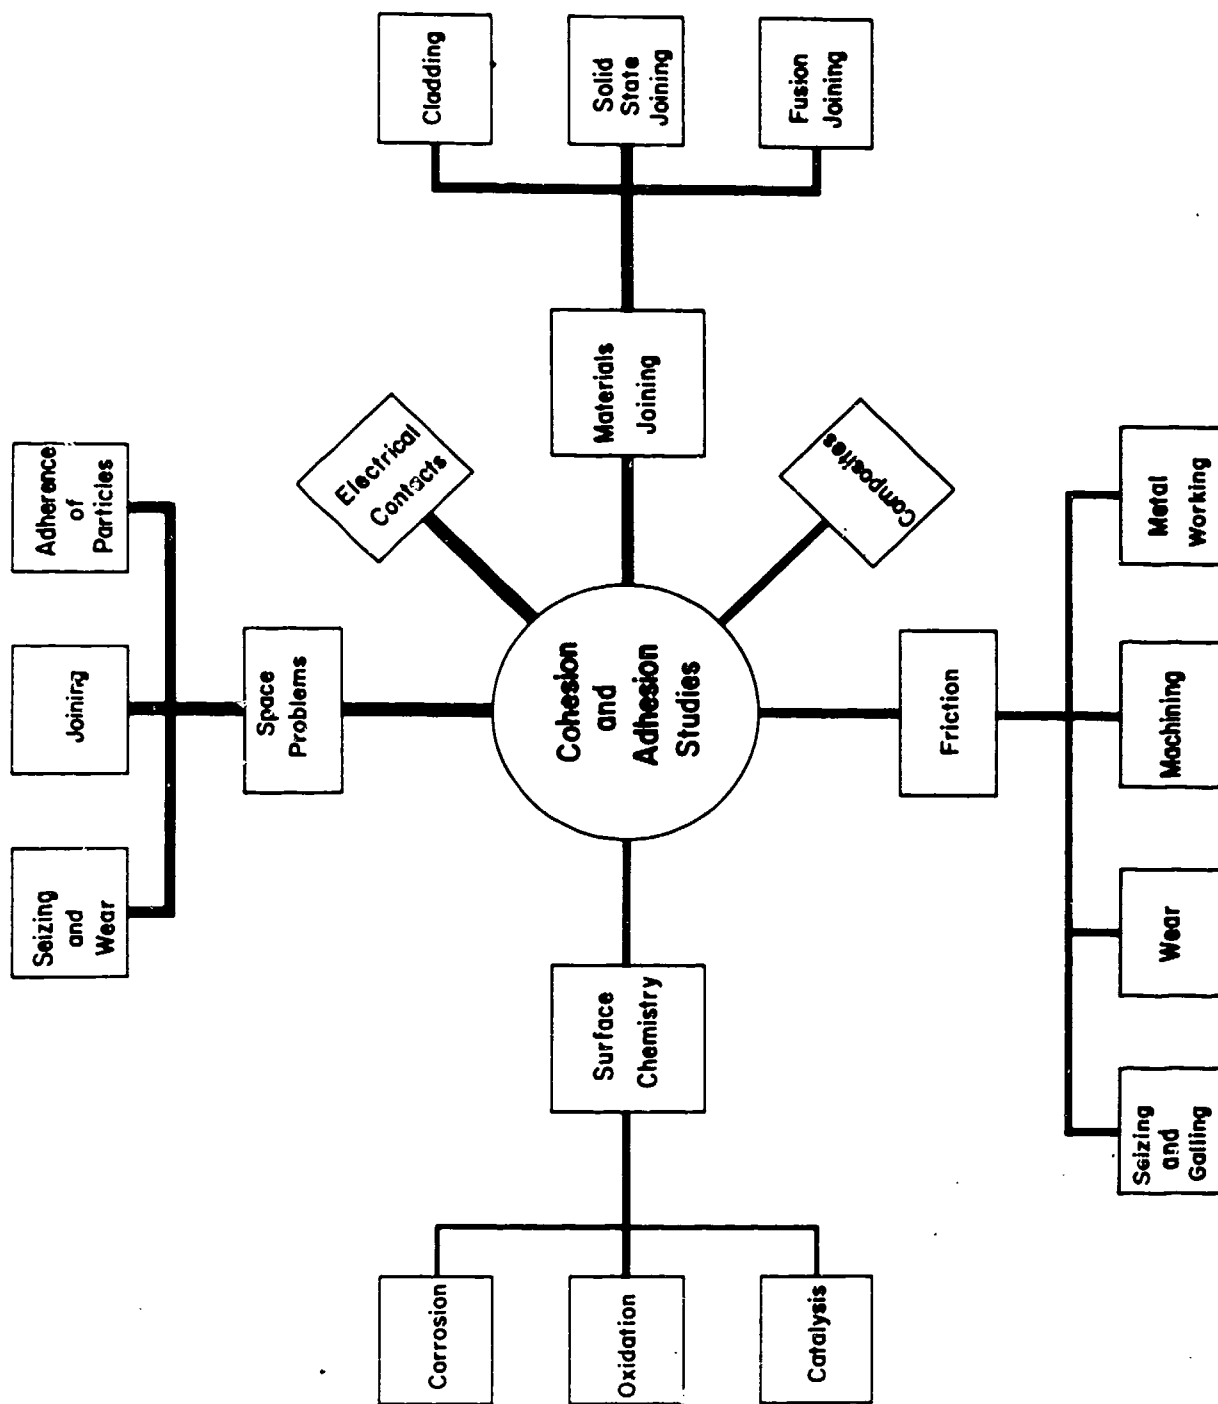 Seizing
and
Wear
Joining
Adherence
of
Particles
Space
Problems
Electrical
Contacts
Corrosion
Oxidation
Catalysis
Surface
Chemistry
Cohesion
and
Adhesion
Studies
Materials
Joining
Cladding
Solid
State
Joining
Fusion
Joining
Composites
Friction
Seizing
and
Galling
Wear
Machining
Metal
Working